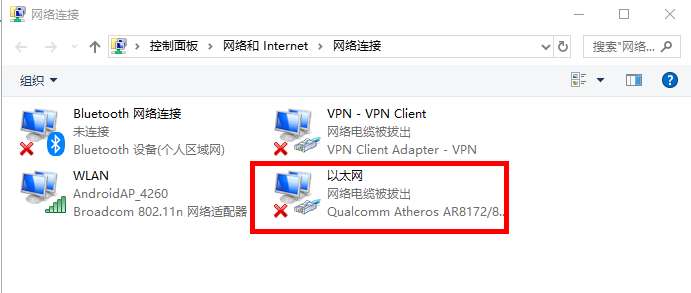 网络连接
控制面板 网络和 Internet 网络连接
搜索"网络...
组织
Bluetooth 网络连接
未连接
Bluetooth 设备(个人区域网)
VPN - VPN Client
网络电缆被拔出
VPN Client Adapter - VPN
WLAN
AndroidAP_4260
Broadcom 802.11n 网络适配器
以太网
网络电缆被拔出
Qualcomm Atheros AR8172/8...